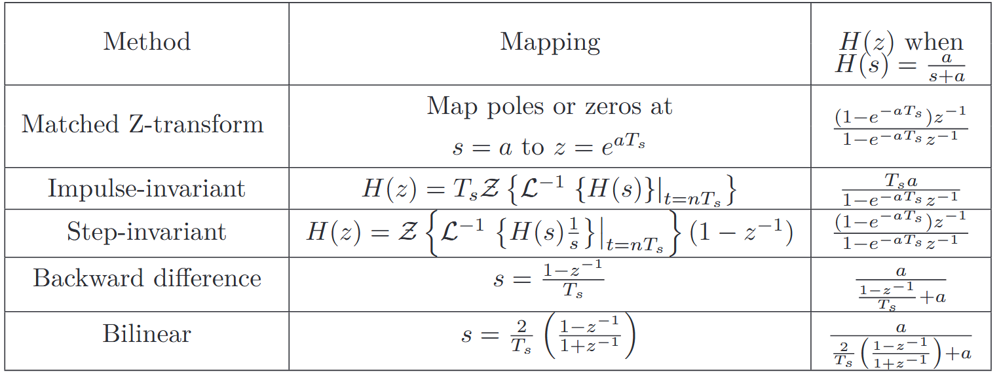 Method | Mapping | H(z) when H(s) = \frac{a}{s+a}
Matched Z-transform | Map poles or zeros at s = a to z = e^{aT_s} | \frac{(1-e^{-aT_s})z^{-1}}{1-e^{-aT_s}z^{-1}}
Impulse-invariant | H(z) = T_s \mathcal{Z} \left\{ \mathcal{L}^{-1} \left\{ H(s) \right\} \big|_{t=nT_s} \right\} | \frac{T_s a}{1-e^{-aT_s}z^{-1}}
Step-invariant | H(z) = \mathcal{Z} \left\{ \mathcal{L}^{-1} \left\{ H(s)\frac{1}{s} \right\} \big|_{t=nT_s} \right\} (1 - z^{-1}) | \frac{(1-e^{-aT_s})z^{-1}}{1-e^{-aT_s}z^{-1}}
Backward difference | s = \frac{1-z^{-1}}{T_s} | \frac{a}{\frac{1-z^{-1}}{T_s}+a}
Bilinear | s = \frac{2}{T_s} \left( \frac{1-z^{-1}}{1+z^{-1}} \right) | \frac{a}{\frac{2}{T_s}\left(\frac{1-z^{-1}}{1+z^{-1}}\right)+a}